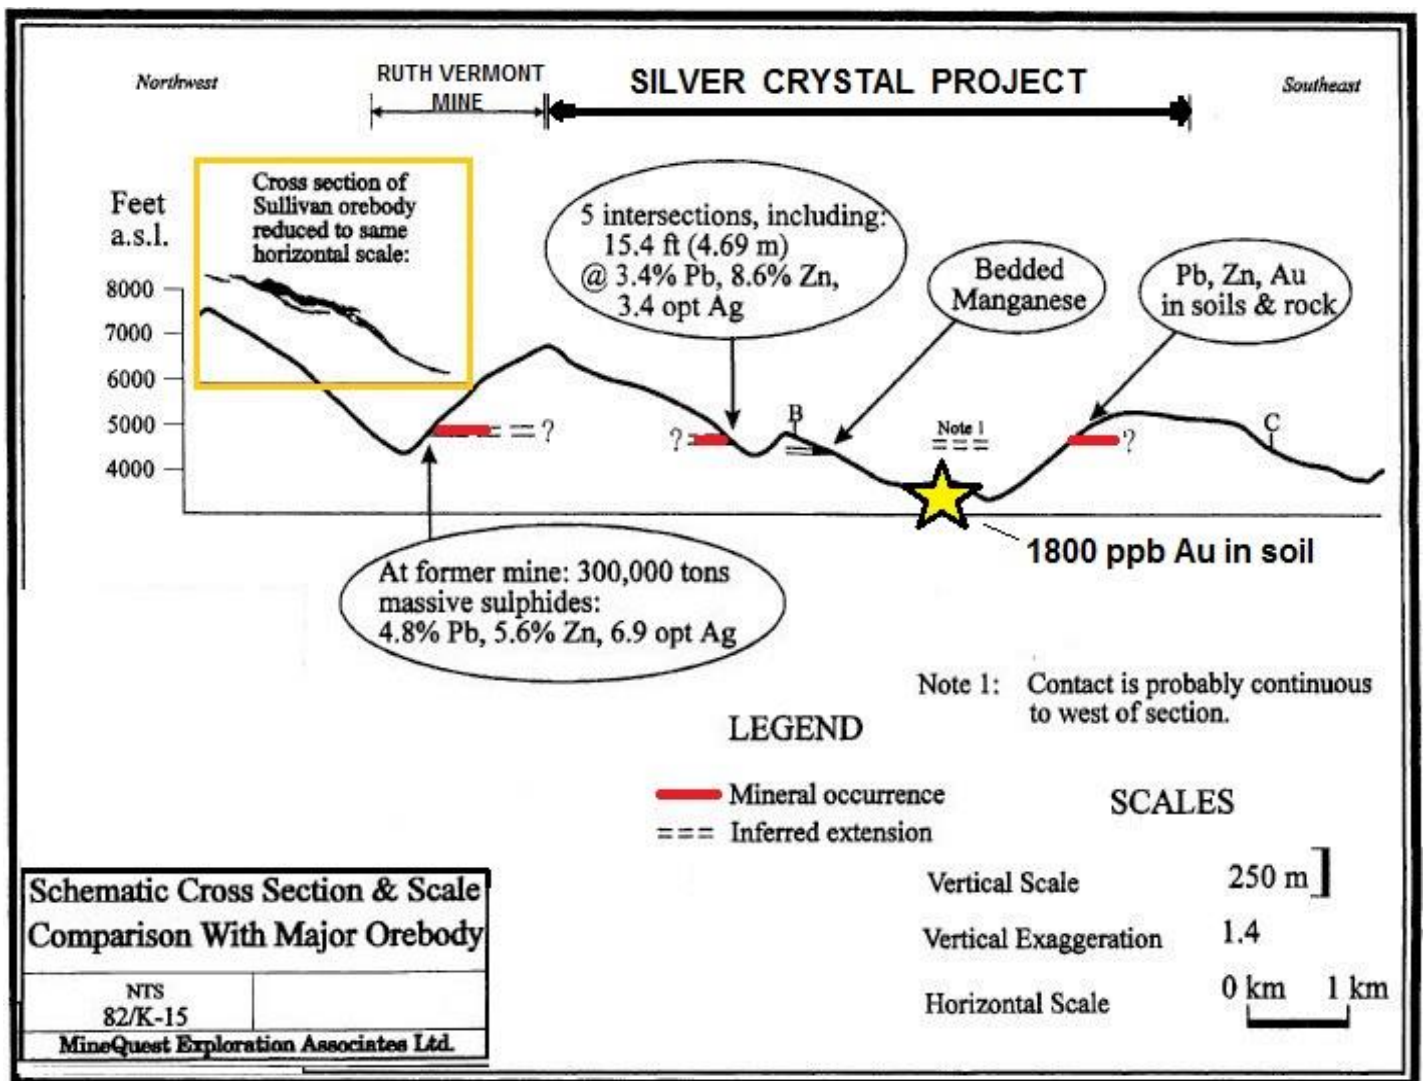 Northwest
RUTH VERMONT
MINE
SILVER CRYSTAL PROJECT
Southeast
Feet
a.s.l.
8000
7000
6000
5000
4000
Cross section of
Sullivan orebody
reduced to same
horizontal scale:
5 intersections, including:
15.4 ft (4.69 m)
@ 3.4% Pb, 8.6% Zn,
3.4 opt Ag
Bedded
Manganese
Pb, Zn, Au
in soils & rock
?
?
B
Note 1
?
C
1800 ppb Au in soil
At former mine: 300,000 tons
massive sulphides:
4.8% Pb, 5.6% Zn, 6.9 opt Ag
Note 1: Contact is probably continuous
to west of section.
LEGEND
Mineral occurrence
=== Inferred extension
SCALES
Vertical Scale 250 m
Vertical Exaggeration 1.4
Horizontal Scale 0 km 1 km
Schematic Cross Section & Scale
Comparison With Major Orebody
NTS
82/K-15
MineQuest Exploration Associates Ltd.